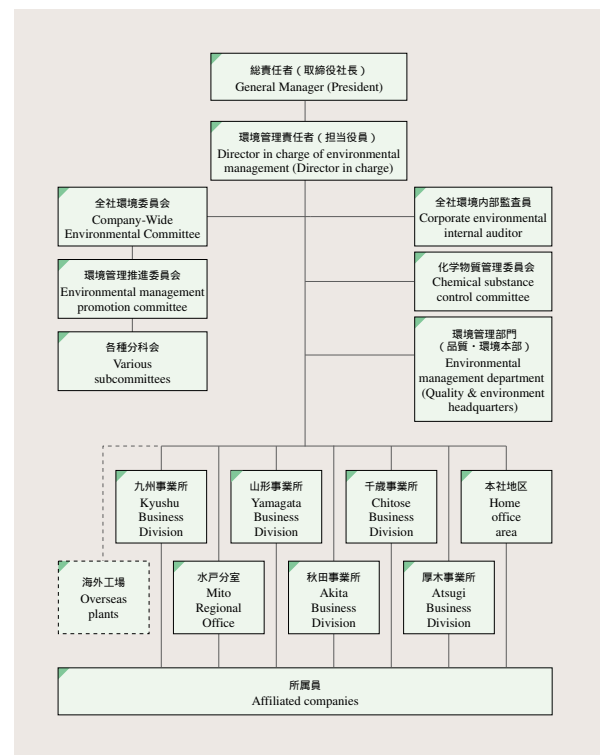 総責任者（取締役社長）
General Manager (President)
環境管理責任者（担当役員）
Director in charge of environmental
management (Director in charge)
全社環境委員会
Company-Wide
Environmental Committee
全社環境内部監査員
Corporate environmental
internal auditor
環境管理推進委員会
Environmental management
promotion committee
化学物質管理委員会
Chemical substance
control committee
各種分科会
Various
subcommittees
環境管理部門
（品質・環境本部）
Environmental
management department
(Quality & environment
headquarters)
九州事業所
Kyushu
Business
Division
山形事業所
Yamagata
Business
Division
千歳事業所
Chitose
Business
Division
本社地区
Home
office
area
海外工場
Overseas
plants
水戸分室
Mito
Regional
Office
秋田事業所
Akita
Business
Division
厚木事業所
Atsugi
Business
Division
所属員
Affiliated companies